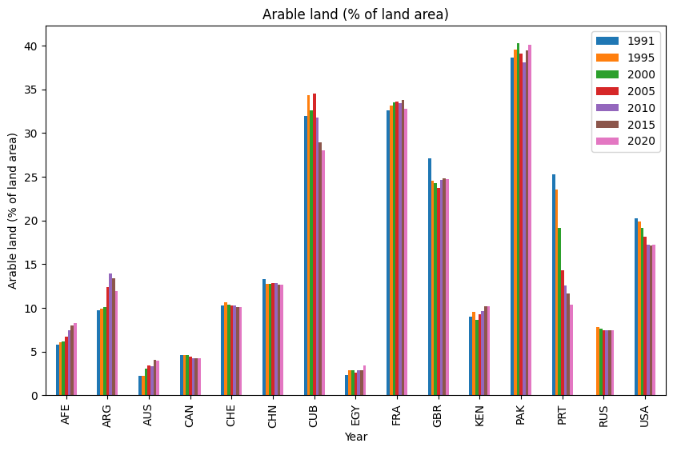 Arable land (% of land area)
Arable land (% of land area)
40
35
30
25
20
15
10
5
0
1991
1995
2000
2005
2010
2015
2020
AFE
ARG
AUS
CAN
CHE
CHN
CUB
EGY
FRA
GBR
KEN
PAK
PRT
RUS
USA
Year